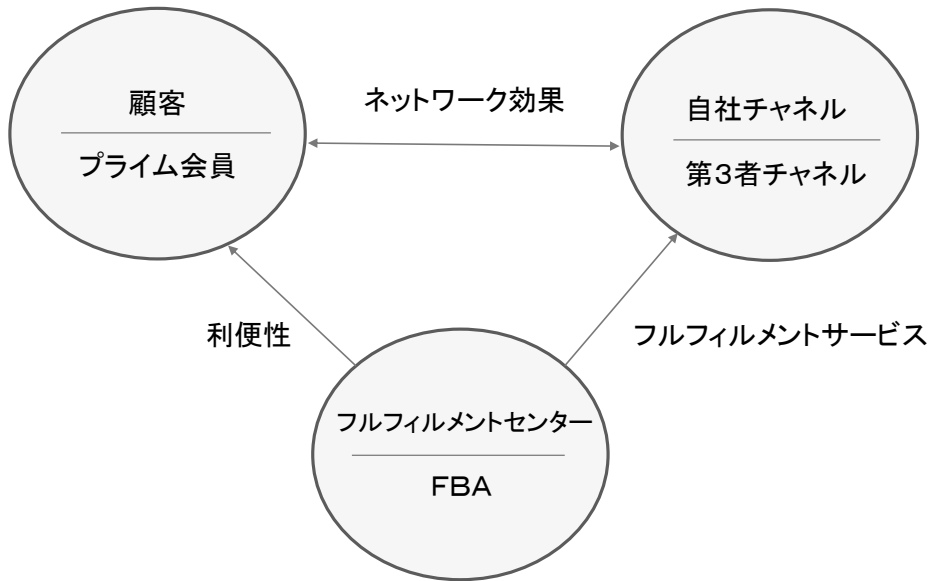 顧客
プライム会員
ネットワーク効果
自社チャネル
第３者チャネル
利便性
フルフィルメントサービス
フルフィルメントセンター
ＦＢＡ